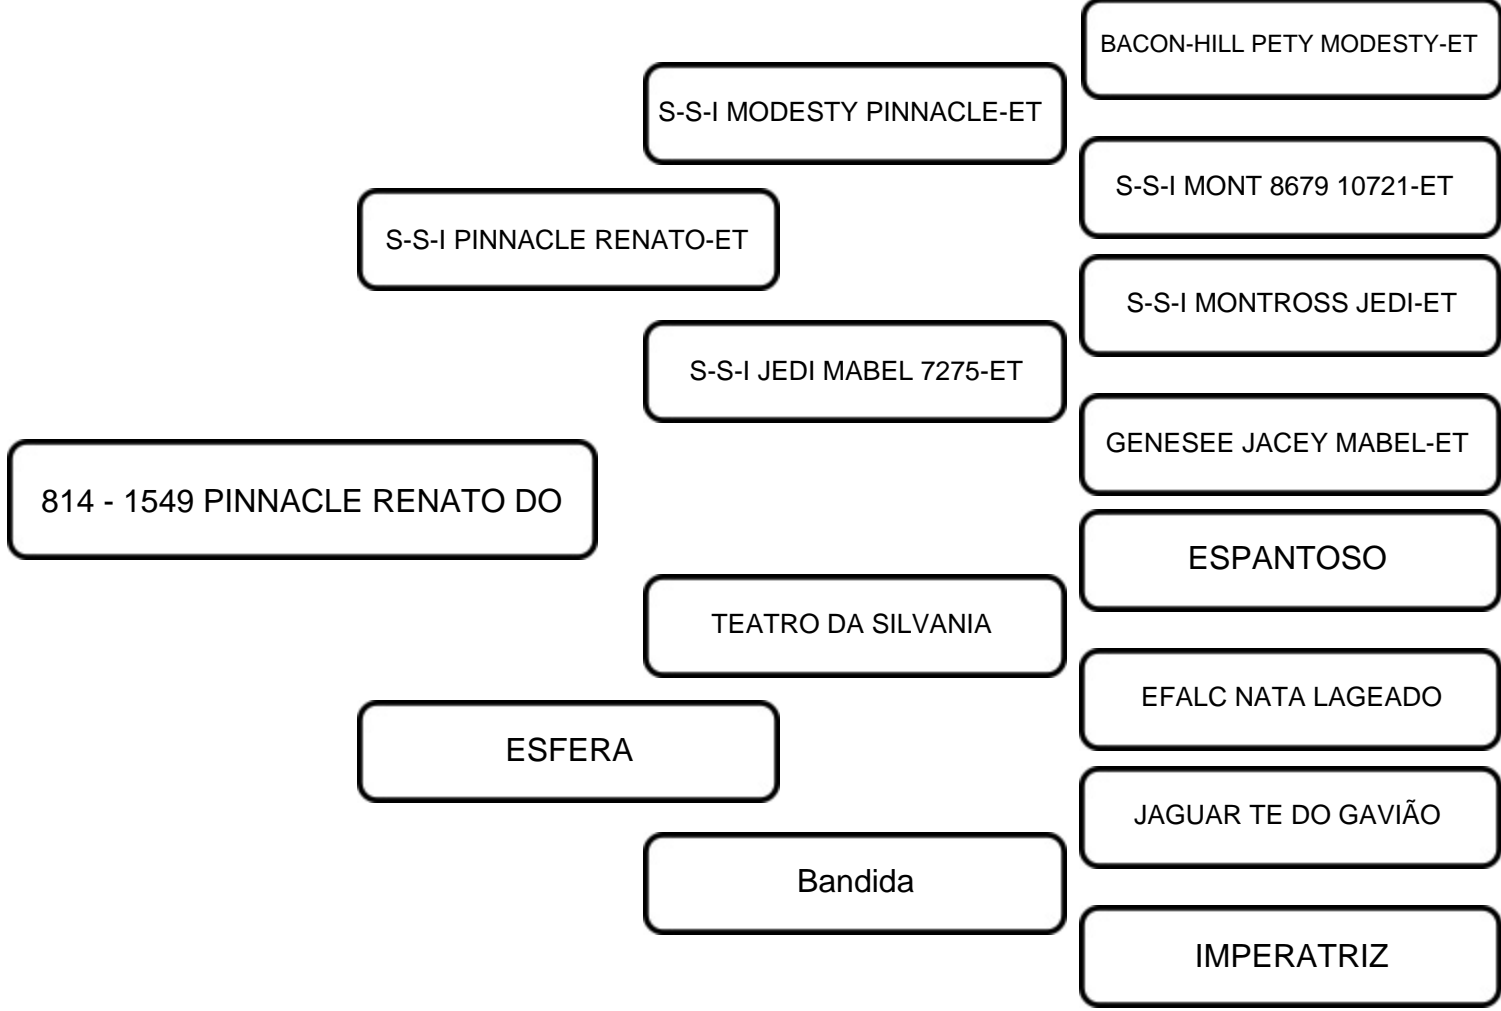 BACON-HILL PETY MODESTY-ET
S-S-I MODESTY PINNACLE-ET
S-S-I MONT 8679 10721-ET
S-S-I PINNACLE RENATO-ET
S-S-I MONTROSS JEDI-ET
S-S-I JEDI MABEL 7275-ET
GENESEE JACEY MABEL-ET
814 - 1549 PINNACLE RENATO DO
ESPANTOSO
TEATRO DA SILVANIA
EFALC NATA LAGEADO
ESFERA
JAGUAR TE DO GAVIÃO
Bandida
IMPERATRIZ